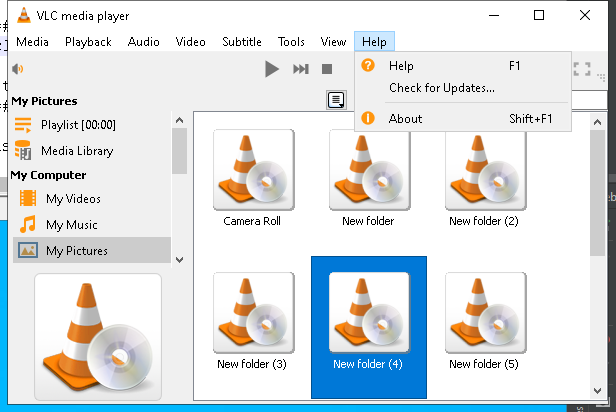 VLC media player
Media Playback Audio Video Subtitle Tools View Help
Help F1
Check for Updates...
About Shift+F1
My Pictures
Playlist [00:00]
Media Library
My Computer
My Videos
My Music
My Pictures
Camera Roll New folder New folder (2)
New folder (3) New folder (4) New folder (5)